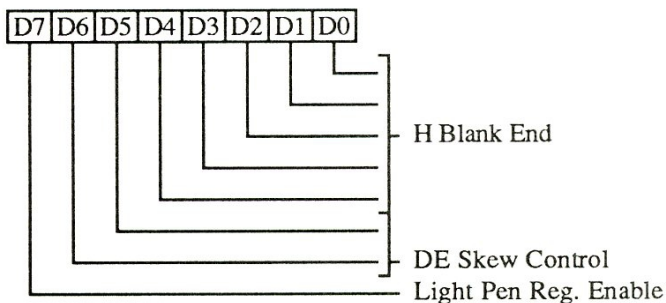 D7 D6 D5 D4 D3 D2 D1 D0
H Blank End
DE Skew Control
Light Pen Reg. Enable